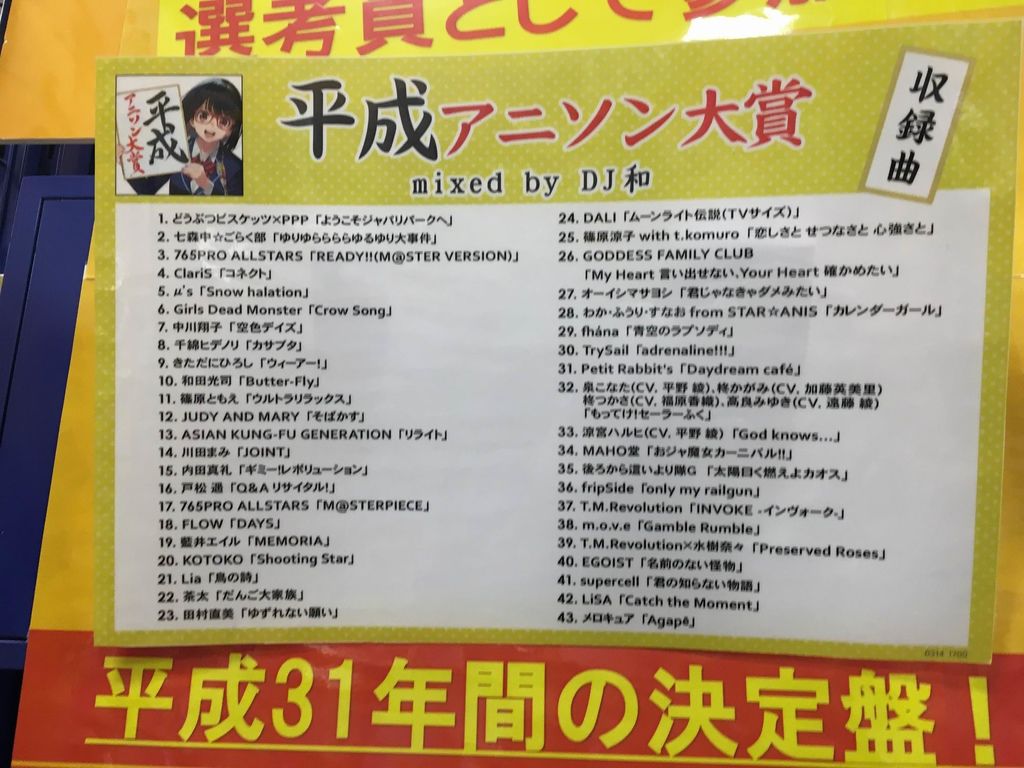 選考員として参加
平成アニソン大賞
mixed by DJ和
収録曲
平成
アニソン大賞
1. どうぶつビスケッツ×PPP「ようこそジャパリパークへ」
2. 七森中☆ごらく部「ゆりゆららららゆるゆり大事件」
3. 765PRO ALLSTARS「READY!!(M@STER VERSION)」
4. ClariS「コネクト」
5. μ's「Snow halation」
6. Girls Dead Monster「Crow Song」
7. 中川翔子「空色デイズ」
8. 千綿ヒデノリ「カサブタ」
9. きただにひろし「ウィーアー!」
10. 和田光司「Butter-Fly」
11. 篠原ともえ「ウルトラリラックス」
12. JUDY AND MARY「そばかす」
13. ASIAN KUNG-FU GENERATION「リライト」
14. 川田まみ「JOINT」
15. 内田真礼「ギミー!レボリューション」
16. 戸松 遥「Q&A リサイタル!」
17. 765PRO ALLSTARS「M@STERPIECE」
18. FLOW「DAYS」
19. 藍井エイル「MEMORIA」
20. KOTOKO「Shooting Star」
21. Lia「鳥の詩」
22. 茶太「だんご大家族」
23. 田村直美「ゆずれない願い」
24. DALI「ムーンライト伝説(TVサイズ)」
25. 篠原涼子 with t.komuro「恋しさと せつなさと 心強さと」
26. GODDESS FAMILY CLUB
「My Heart 言い出せない、Your Heart 確かめたい」
27. オーイシマサヨシ「君じゃなきゃダメみたい」
28. わか・ふうり・すなお from STAR☆ANIS「カレンダーガール」
29. fhána「青空のラプソディ」
30. TrySail「adrenaline!!!」
31. Petit Rabbit's「Daydream café」
32. 泉こなた(CV. 平野 綾)、柊かがみ(CV. 加藤英美里)
柊つかさ(CV. 福原香織)、高良みゆき(CV. 遠藤 綾)
「もってけ!セーラーふく」
33. 涼宮ハルヒ(CV. 平野 綾)「God knows...」
34. MAHO堂「おジャ魔女カーニバル!!」
35. 後ろから這いより隊G「太陽曰く燃えよカオス」
36. fripSide「only my railgun」
37. T.M.Revolution「INVOKE -インヴォーク-」
38. m.o.v.e「Gamble Rumble」
39. T.M.Revolution×水樹奈々「Preserved Roses」
40. EGOIST「名前のない怪物」
41. supercell「君の知らない物語」
42. LiSA「Catch the Moment」
43. メロキュア「Agapē」
0314 1700
平成31年間の決定盤!